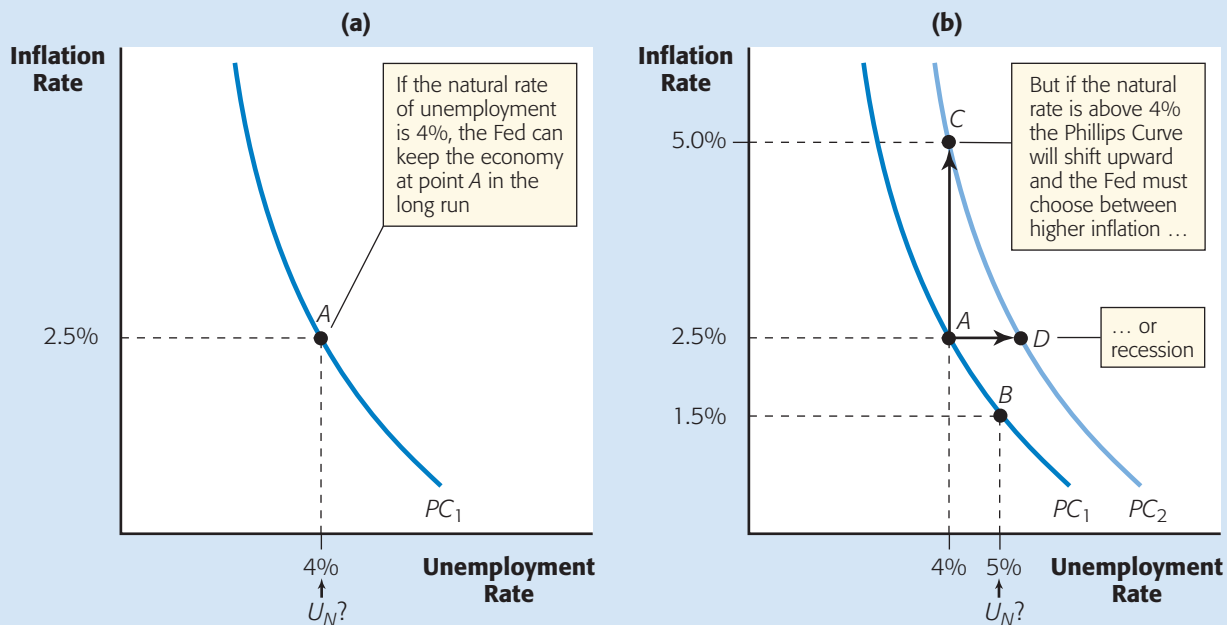 (a)
Inflation
Rate
If the natural rate
of unemployment
is 4%, the Fed can
keep the economy
at point A in the
long run
A
2.5%
PC1
4%
Unemployment
Rate
UN?
(b)
Inflation
Rate
But if the natural
rate is above 4%
the Phillips Curve
will shift upward
and the Fed must
choose between
higher inflation …
C
5.0%
A
2.5%
D
… or
recession
B
1.5%
PC1
PC2
4%
5%
Unemployment
Rate
UN?